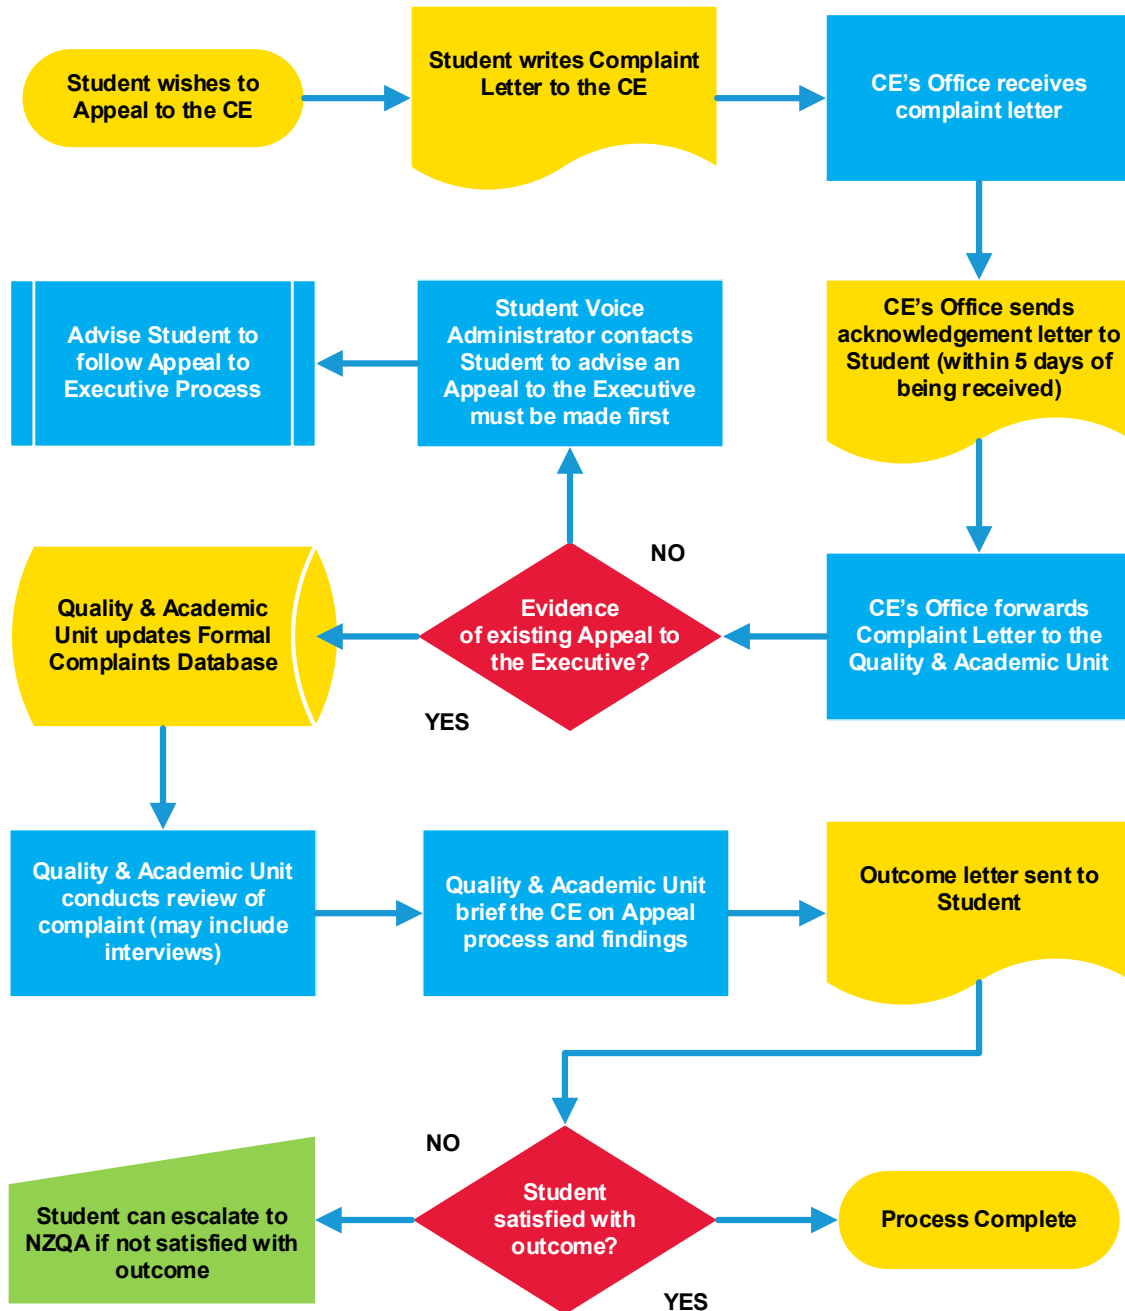 Student wishes to
Appeal to the CE
Student writes Complaint
Letter to the CE
CE's Office receives
complaint letter
CE's Office sends
acknowledgement letter to
Student (within 5 days of
being received)
Student Voice
Administrator contacts
Student to advise an
Appeal to the Executive
must be made first
Advise Student to
follow Appeal to
Executive Process
CE's Office forwards
Complaint Letter to the
Quality & Academic Unit
NO
Evidence
of existing Appeal to
the Executive?
YES
Quality & Academic
Unit updates Formal
Complaints Database
Quality & Academic Unit
conducts review of
complaint (may include
interviews)
Quality & Academic Unit
brief the CE on Appeal
process and findings
Outcome letter sent to
Student
NO
Student
satisfied with
outcome?
YES
Student can escalate to
NZQA if not satisfied with
outcome
Process Complete